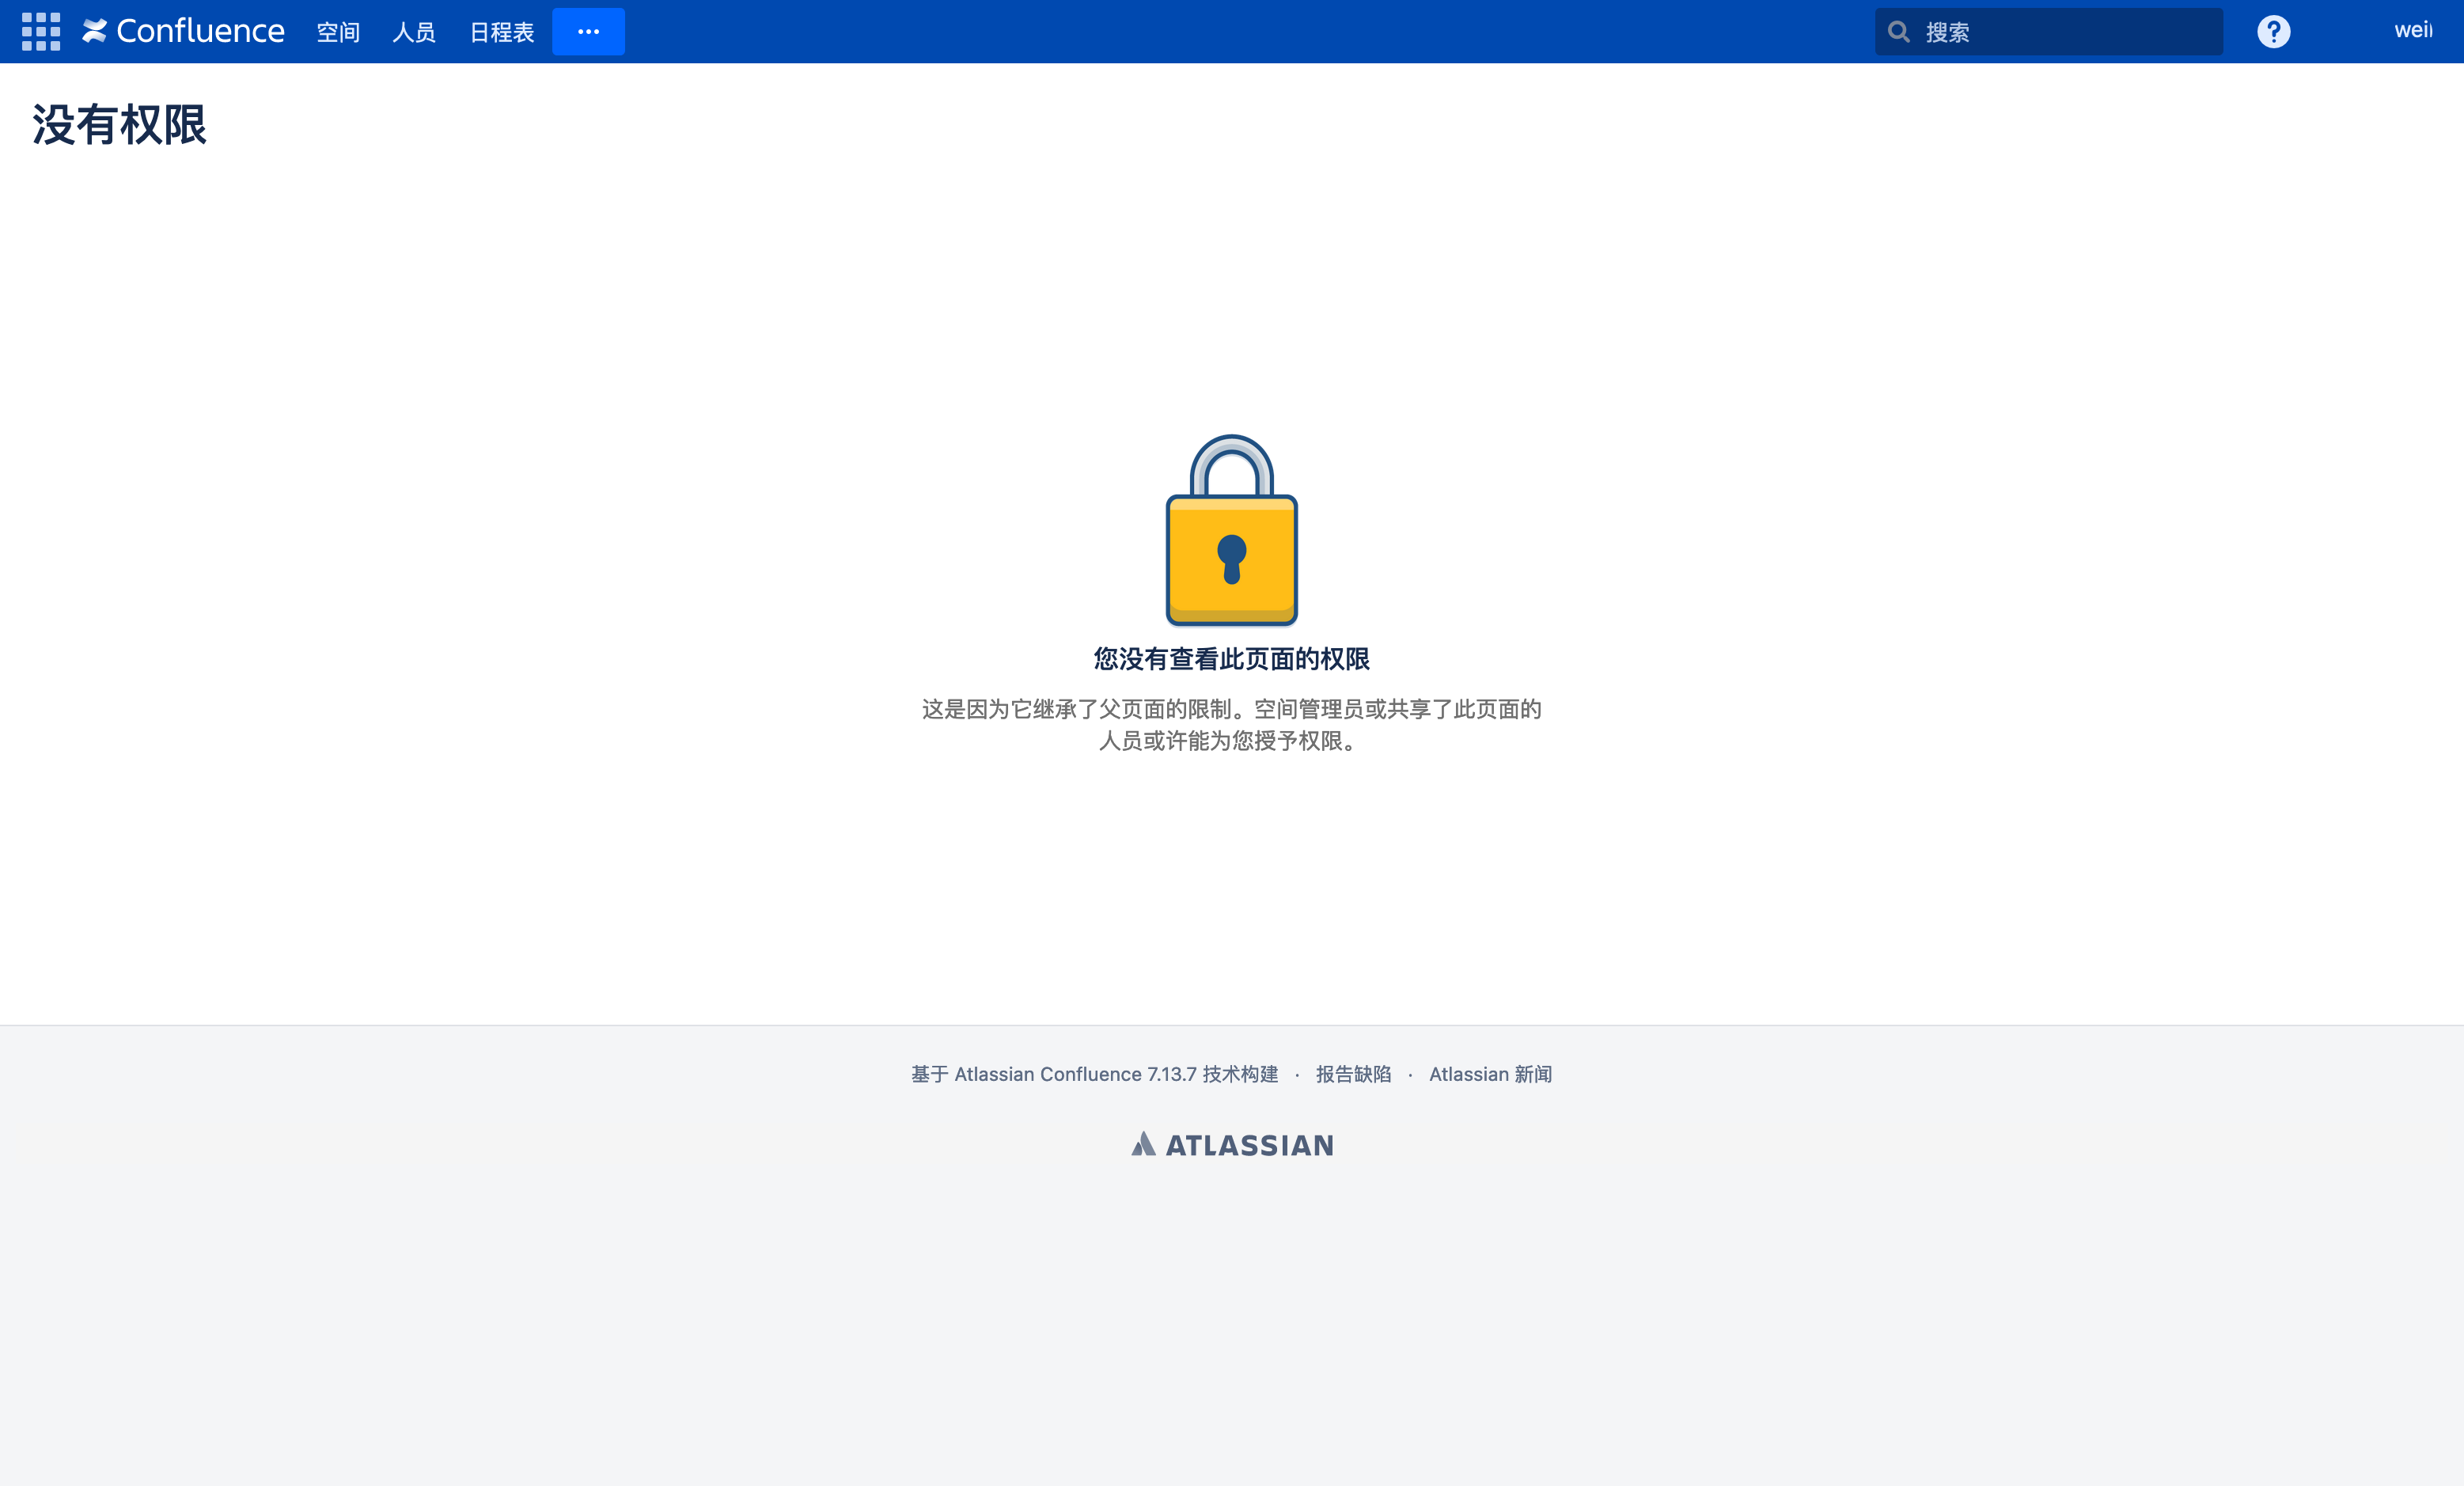 Confluence 空间 人员 日程表 ••• 搜索
没有权限
您没有查看此页面的权限
这是因为它继承了父页面的限制。空间管理员或共享了此页面的
人员或许能为您授予权限。
基于 Atlassian Confluence 7.13.7 技术构建 · 报告缺陷 · Atlassian 新闻
ATLASSIAN